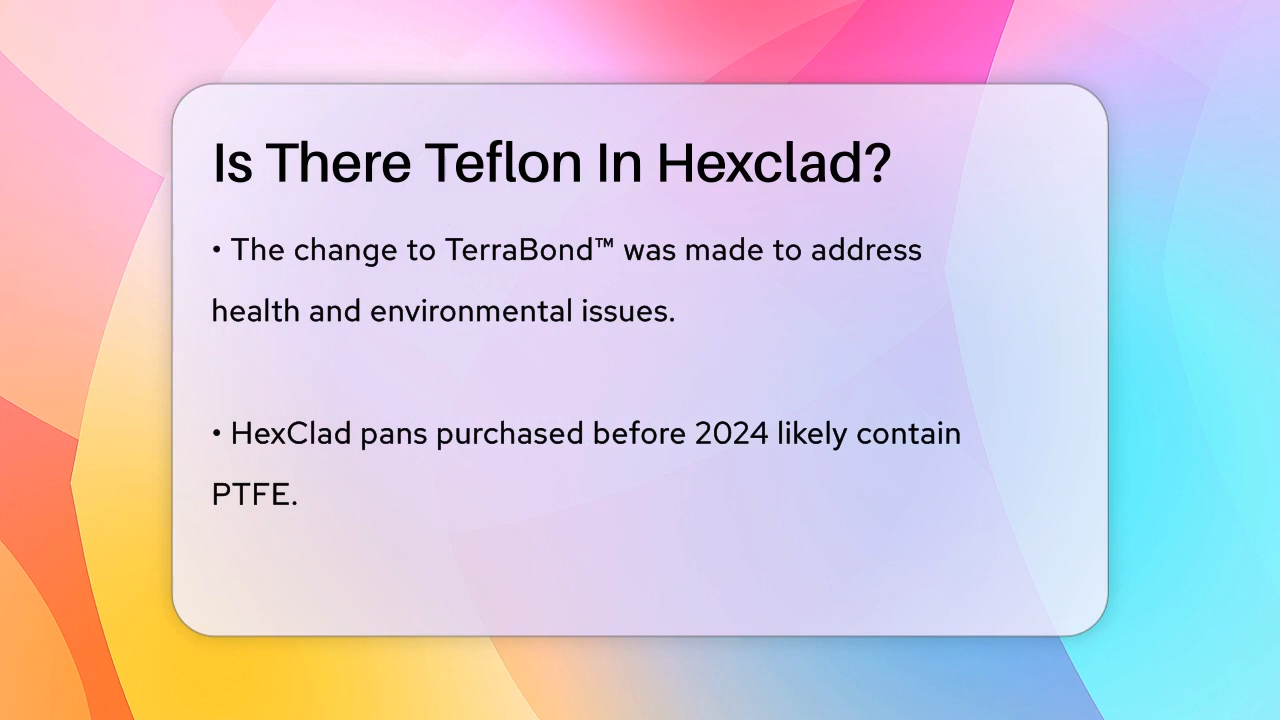 Is There Teflon In Hexclad?
• The change to TerraBond™ was made to address
health and environmental issues.
• HexClad pans purchased before 2024 likely contain
PTFE.